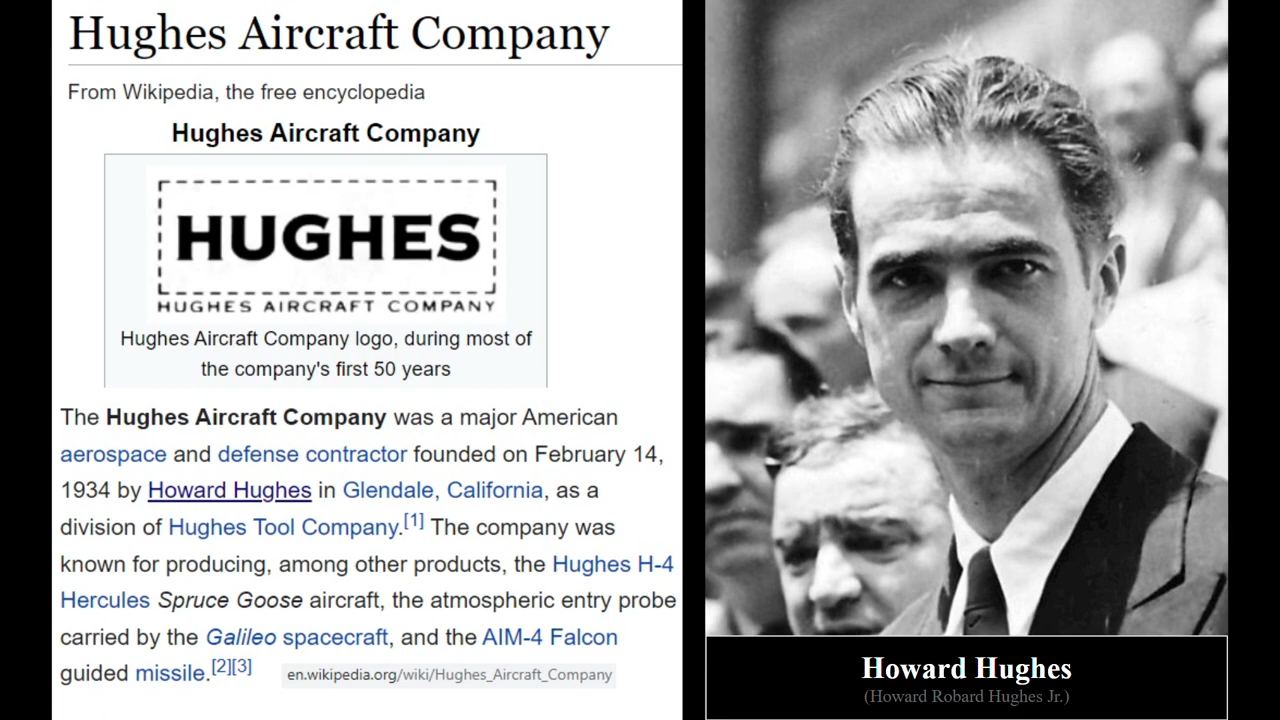 Hughes Aircraft Company
From Wikipedia, the free encyclopedia
Hughes Aircraft Company
HUGHES
HUGHES AIRCRAFT COMPANY
Hughes Aircraft Company logo, during most of
the company's first 50 years
The Hughes Aircraft Company was a major American
aerospace and defense contractor founded on February 14,
1934 by Howard Hughes in Glendale, California, as a
division of Hughes Tool Company.[1] The company was
known for producing, among other products, the Hughes H-4
Hercules Spruce Goose aircraft, the atmospheric entry probe
carried by the Galileo spacecraft, and the AIM-4 Falcon
guided missile.[2][3]
en.wikipedia.org/wiki/Hughes_Aircraft_Company
Howard Hughes
(Howard Robard Hughes Jr.)